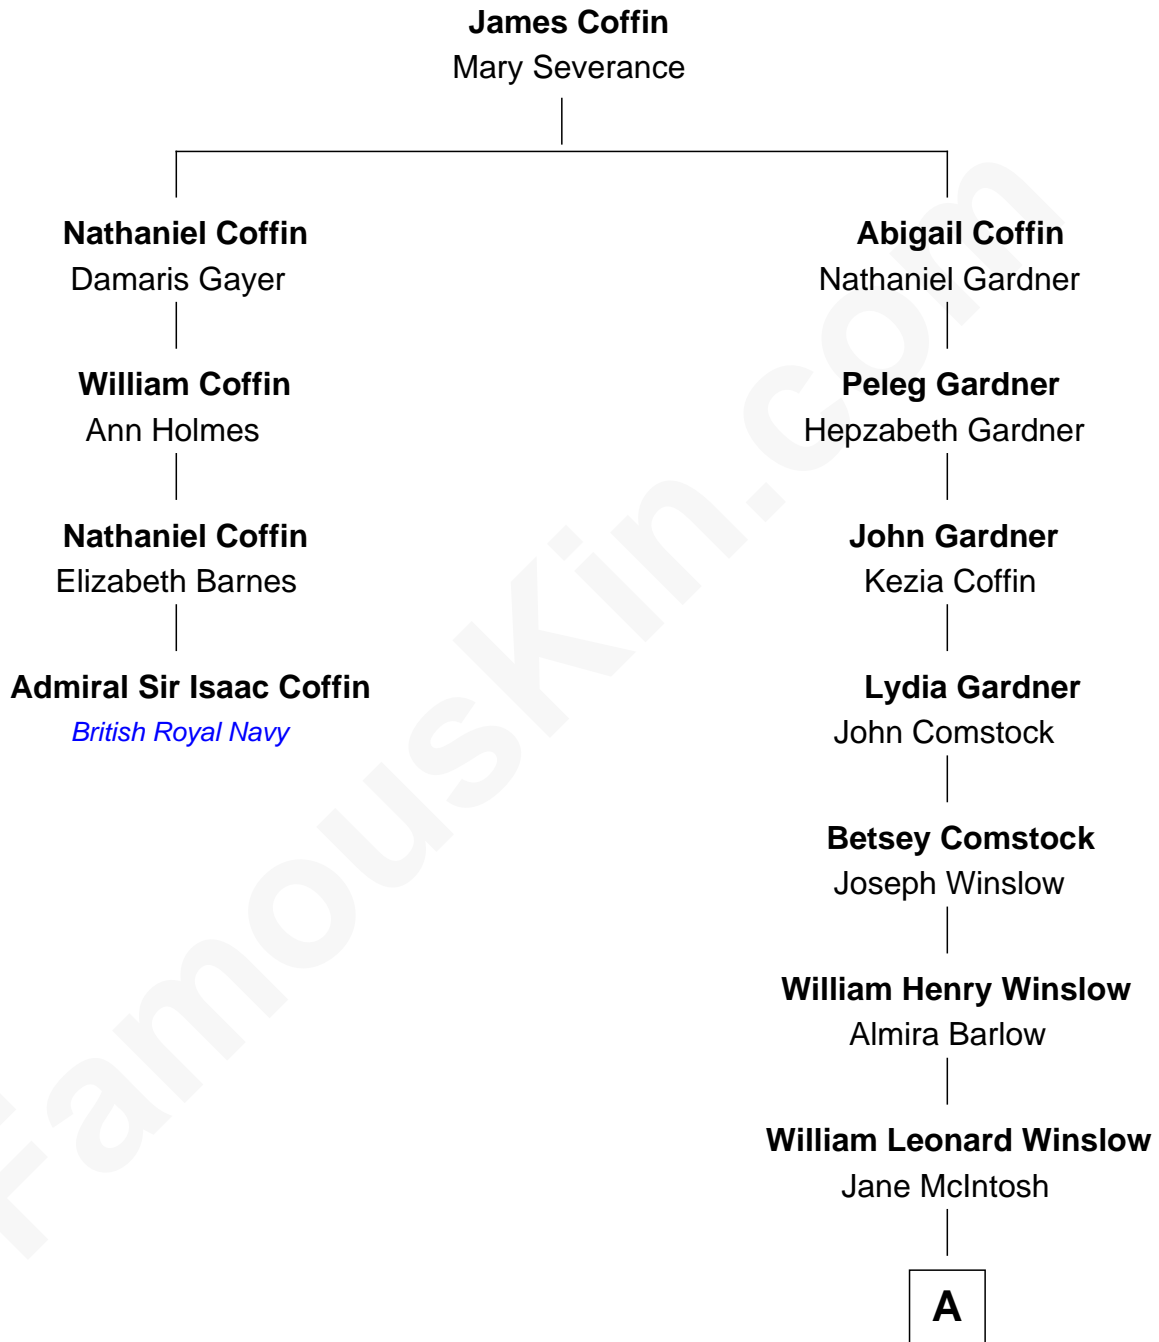 James Coffin
Mary Severance
Nathaniel Coffin
Damaris Gayer
William Coffin
Ann Holmes
Nathaniel Coffin
Elizabeth Barnes
Admiral Sir Isaac Coffin
British Royal Navy
Abigail Coffin
Nathaniel Gardner
Peleg Gardner
Hepzabeth Gardner
John Gardner
Kezia Coffin
Lydia Gardner
John Comstock
Betsey Comstock
Joseph Winslow
William Henry Winslow
Almira Barlow
William Leonard Winslow
Jane McIntosh
A
FamousKin.com